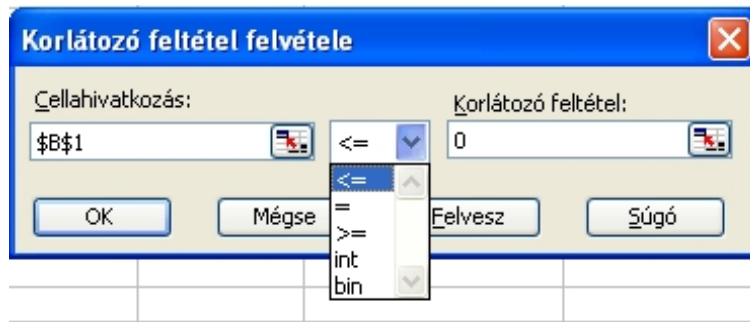 Korlátozó feltétel felvétele
Cellahivatkozás:
Korlátozó feltétel:
$B$1
<=
0
<=
=
>=
int
bin
OK
Mégse
Felvesz
Súgó